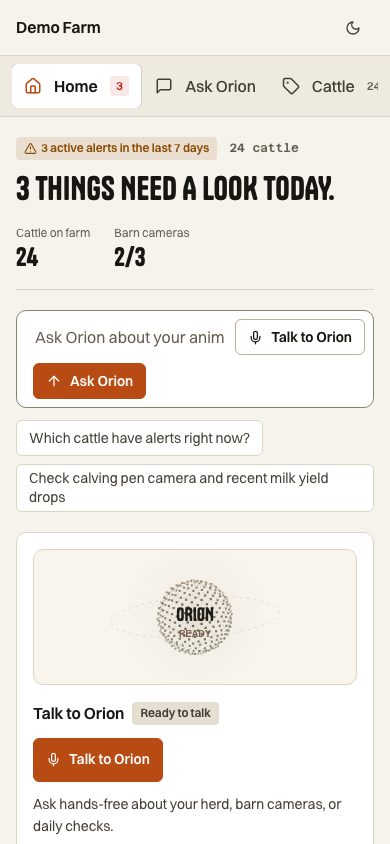 Demo Farm
Home 3 Ask Orion Cattle 24
3 active alerts in the last 7 days 24 cattle
3 THINGS NEED A LOOK TODAY.
Cattle on farm Barn cameras
24 2/3
Ask Orion about your anim Talk to Orion
Ask Orion
Which cattle have alerts right now?
Check calving pen camera and recent milk yield
drops
ORION
READY
Talk to Orion Ready to talk
Talk to Orion
Ask hands-free about your herd, barn cameras, or
daily checks.